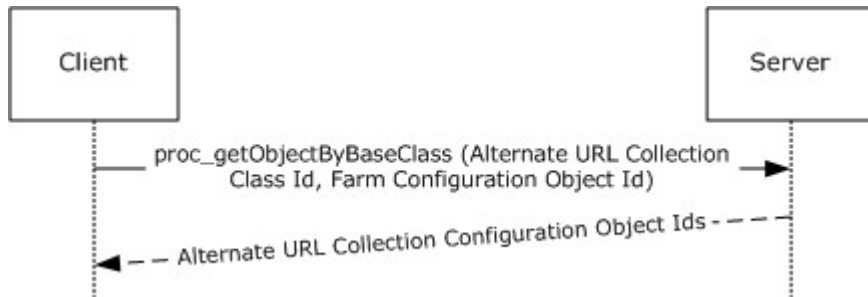 Client
Server
proc_getObjectByBaseClass (Alternate URL Collection
Class Id, Farm Configuration Object Id)
Alternate URL Collection Configuration Object Ids